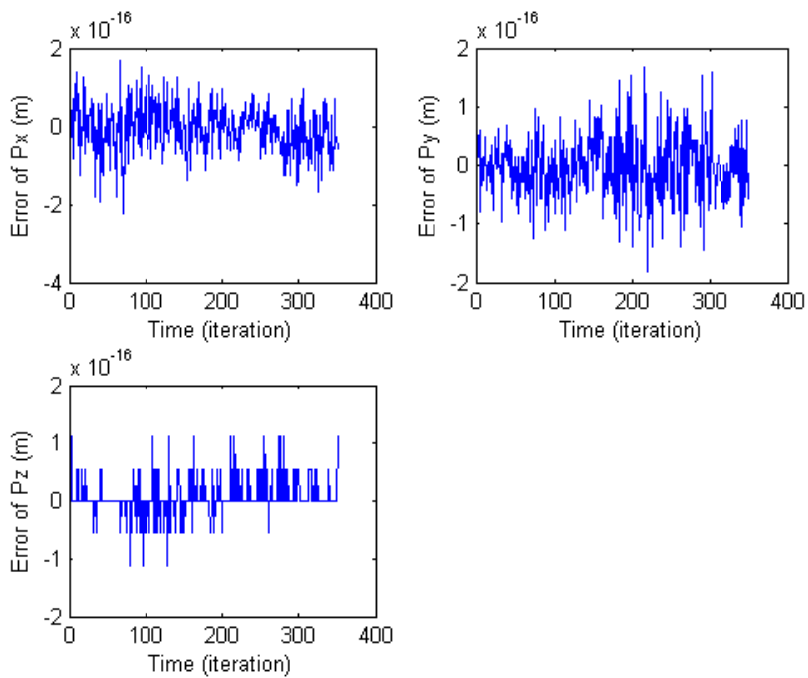 x 10-16
2
0
-2
-4
Error of Px (m)
0 100 200 300 400
Time (iteration)
x 10-16
2
1
0
-1
-2
Error of Py (m)
0 100 200 300 400
Time (iteration)
x 10-16
2
1
0
-1
-2
Error of Pz (m)
0 100 200 300 400
Time (iteration)